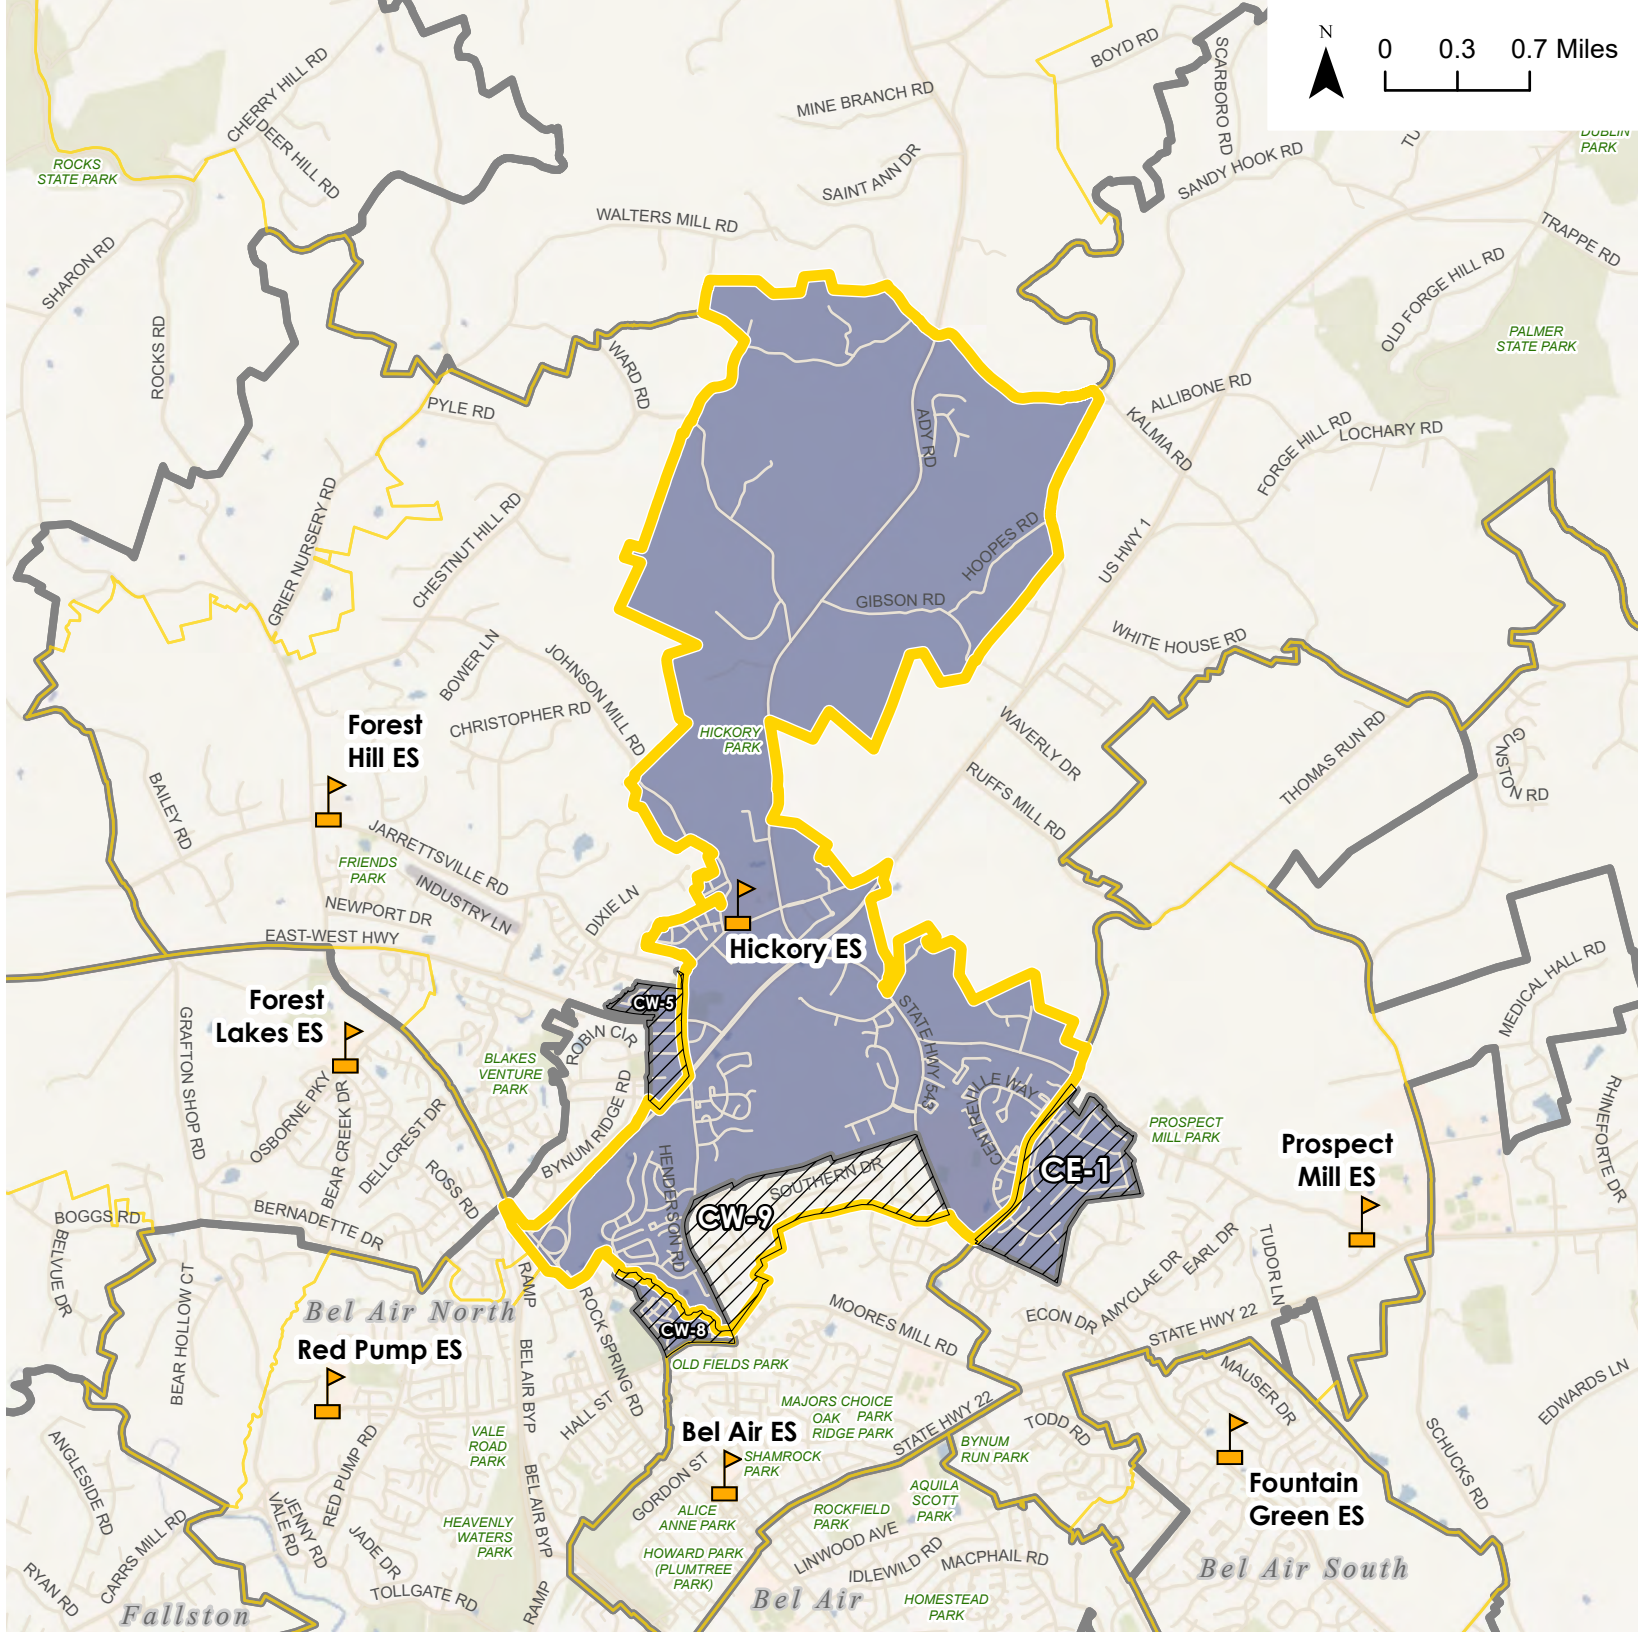 N
0 0.3 0.7 Miles
BOYD RD
SCARBORO RD
CHERRY HILL RD
MINE BRANCH RD
DUBLIN
PARK
DEER HILL RD
ROCKS
STATE PARK
SAINT ANN DR
SANDY HOOK RD
WALTERS MILL RD
TRAPPE RD
SHARON RD
OLD FORGE HILL RD
ROCKS RD
PALMER
STATE PARK
WARD RD
ALLIBONE RD
PYLE RD
ADY RD
KALMIA RD
FORGE HILL RD
LOCHARY RD
GRIER NURSERY RD
CHESTNUT HILL RD
HOOPES RD
US HWY 1
GIBSON RD
WHITE HOUSE RD
BOWER LN
JOHNSON MILL RD
CHRISTOPHER RD
Forest
Hill ES
HICKORY
PARK
WAVERLY DR
THOMAS RUN RD
GUNSTON RD
BAILEY RD
RUFFS MILL RD
JARRETTSVILLE RD
FRIENDS
PARK
INDUSTRY LN
NEWPORT DR
DIXIE LN
EAST-WEST HWY
Hickory ES
MEDICAL HALL RD
Forest
Lakes ES
CW-5
STATE HWY 543
GRAFTON SHOP RD
ROBIN CIR
BLAKES
VENTURE
PARK
OSBORNE PKY
BEAR CREEK DR
DELLCREST DR
BYNUM RIDGE RD
CENTREVILLE WAY
RHINEFORTE DR
PROSPECT
MILL PARK
Prospect
Mill ES
HENDERSON RD
SOUTHERN DR
CE-1
ROSS RD
CW-9
BOGGS RD
BERNADETTE DR
BELVUE DR
BEAR HOLLOW CT
RAMP
AMYCLAE DR
EARL DR
TUDOR LN
Bel Air North
ROCK SPRING RD
CW-8
MOORES MILL RD
ECON DR
STATE HWY 22
Red Pump ES
BEL AIR BYP
OLD FIELDS PARK
MAUSER DR
EDWARDS LN
HALL ST
MAJORS CHOICE
PARK
OAK
RIDGE PARK
STATE HWY 22
TODD RD
ANGLESIDE RD
RED PUMP RD
VALE
ROAD
PARK
Bel Air ES
GORDON ST
SHAMROCK
PARK
BYNUM
RUN PARK
SCHUCKS RD
Fountain
Green ES
JENNY RD
VALE RD
BEL AIR BYP
AQUILA
SCOTT
PARK
ALICE
ANNE PARK
ROCKFIELD
PARK
CARRS MILL RD
JADE DR
HEAVENLY
WATERS
PARK
LINWOOD AVE
HOWARD PARK
(PLUMTREE
PARK)
IDLEWILD RD
MACPHAIL RD
RYAN RD
TOLLGATE RD
RAMP
Bel Air South
Bel Air
HOMESTEAD
PARK
Fallston